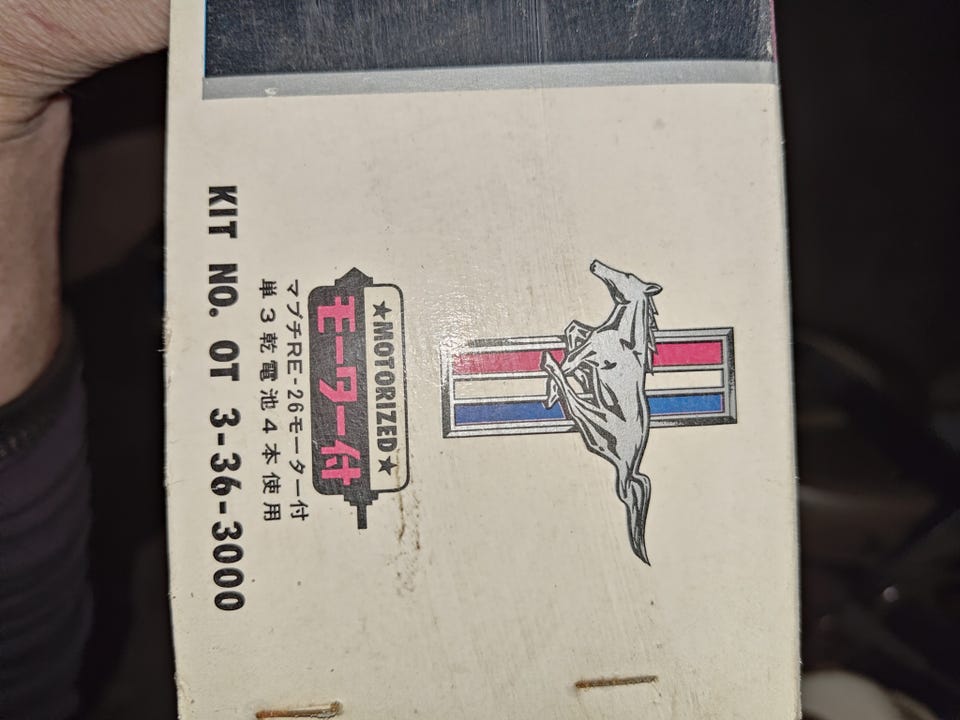 ★MOTORIZED★
モーター付
マブチRE-26モーター付
単3乾電池4本使用
KIT NO. OT 3-36-3000